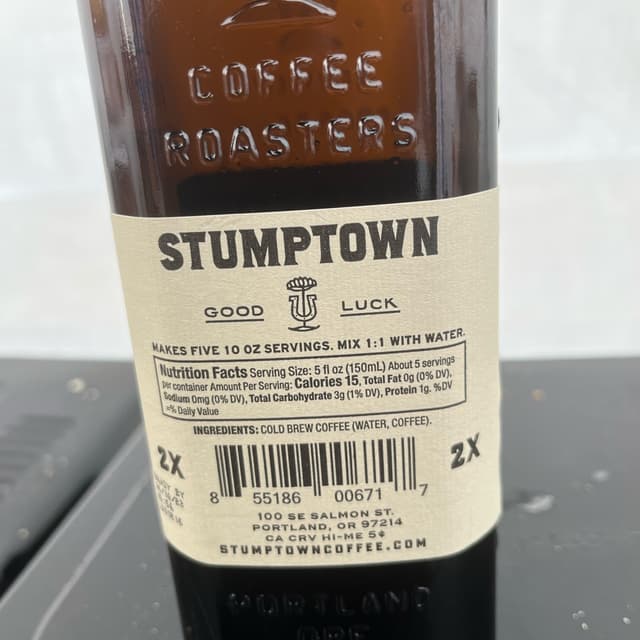 COFFEE
ROASTERS
STUMPTOWN
GOOD LUCK
MAKES FIVE 10 OZ SERVINGS. MIX 1:1 WITH WATER.
Nutrition Facts Serving Size: 5 fl oz (150mL) About 5 servings
per container Amount Per Serving: Calories 15, Total Fat 0g (0% DV),
Sodium 0mg (0% DV), Total Carbohydrate 3g (1% DV), Protein 1g. %DV
=% Daily Value
INGREDIENTS: COLD BREW COFFEE (WATER, COFFEE).
2X 2X
8 55186 00671 7
100 SE SALMON ST.
PORTLAND, OR 97214
CA CRV HI-ME 5¢
STUMPTOWNCOFFEE.COM
PORTLAND
ORE